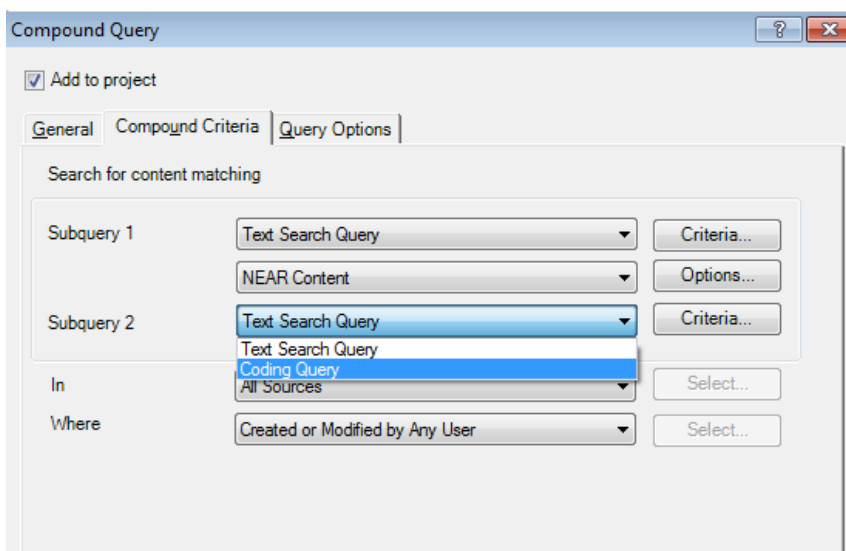 Compound Query ?
Add to project
General Compound Criteria Query Options
Search for content matching
Subquery 1 Text Search Query Criteria...
NEAR Content Options...
Subquery 2 Text Search Query Criteria...
Text Search Query
Coding Query
In All Sources Select...
Where Created or Modified by Any User Select...